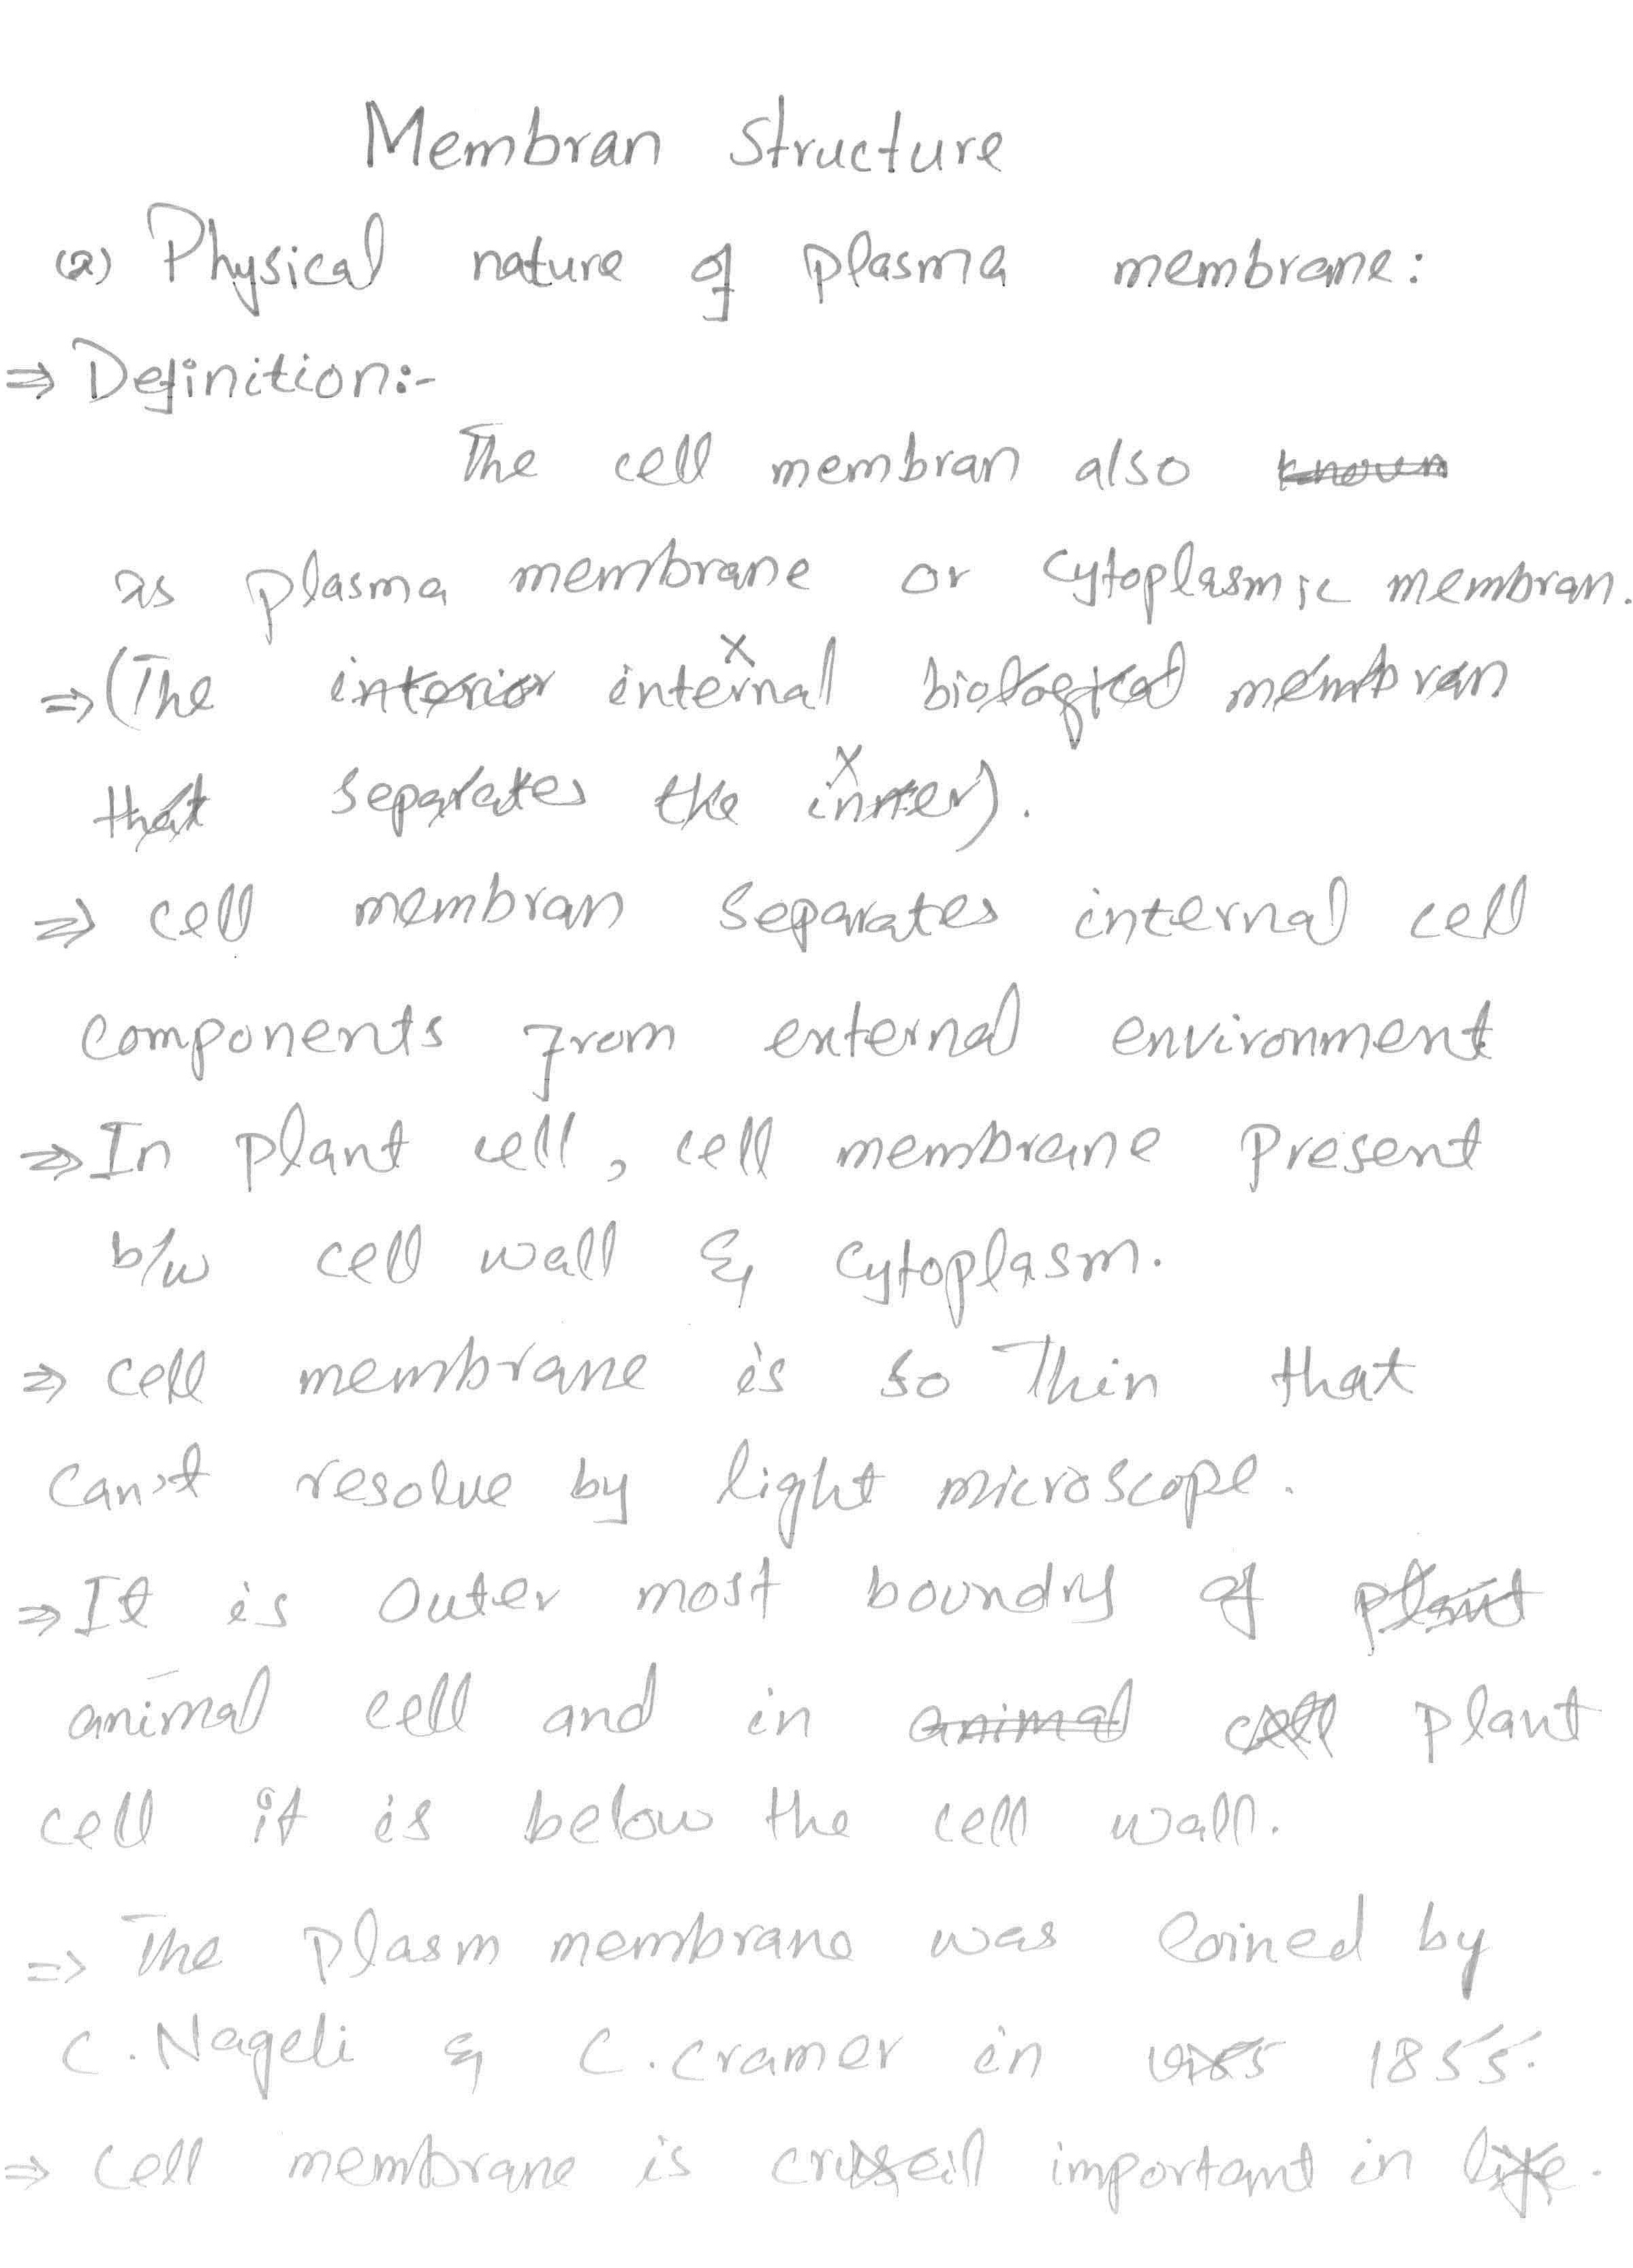 Membran Structure
(a) Physical nature of plasma membrane:
⇒ Definition:-
The cell membran also known
as plasma membrane or Cytoplasmic membran.
⇒ (The interior internal biological membran
that separates the inner).
⇒ cell membran Separates internal cell
components from external environment
⇒ In plant cell, cell membrane Present
b/w cell wall & Cytoplasm.
⇒ cell membrane is so Thin that
Can't resolve by light microscope.
⇒ It is Outer most boundry of plant
animal cell and in animal cell plant
cell it is below the cell wall.
⇒ The Plasm membrane was Coined by
C. Nageli & C. Cramer in 1855.
⇒ Cell membrane is cruseil important in life.